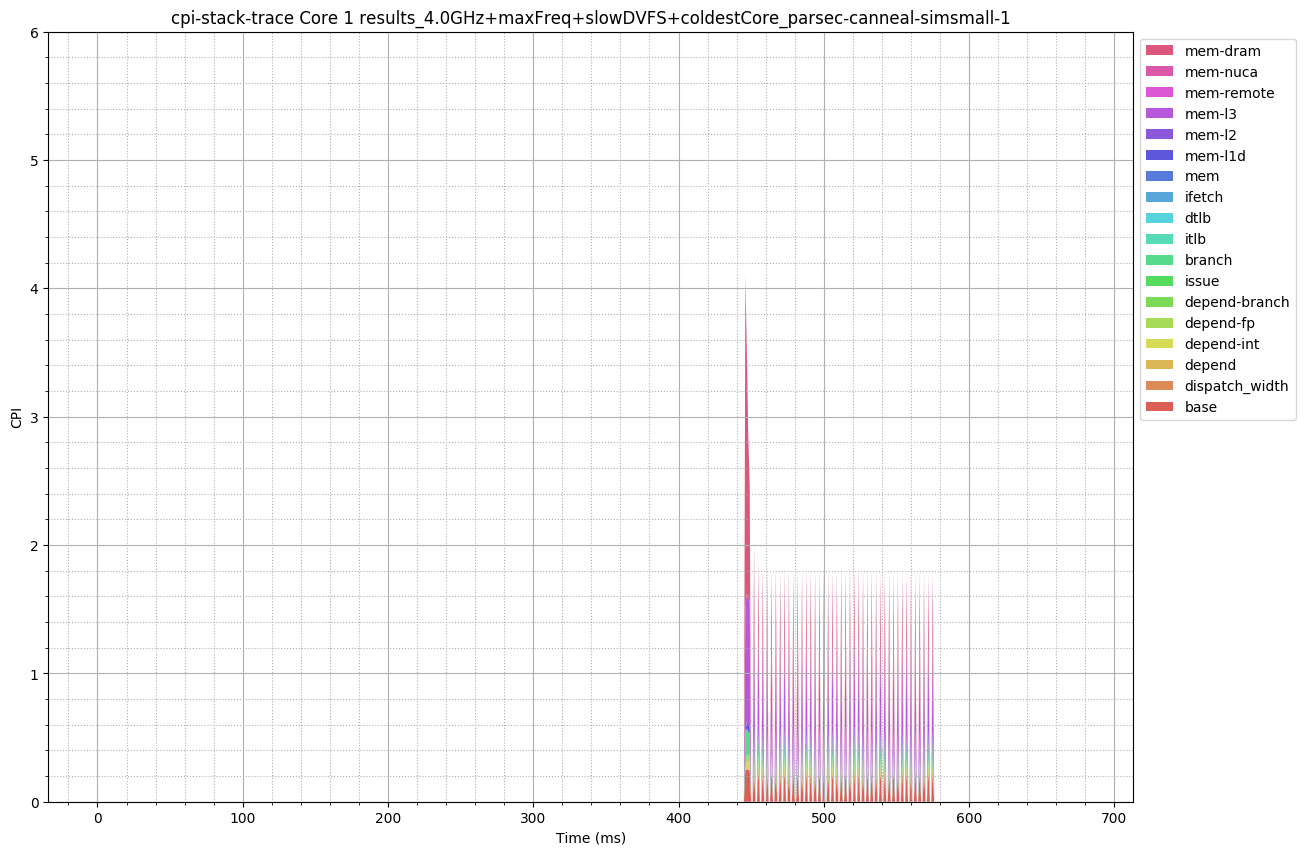 cpi-stack-trace Core 1 results_4.0GHz+maxFreq+slowDVFS+coldestCore_parsec-canneal-simsmall-1
6
5
4
3
2
1
0
CPI
0 100 200 300 400 500 600 700
Time (ms)
mem-dram
mem-nuca
mem-remote
mem-l3
mem-l2
mem-l1d
mem
ifetch
dtlb
itlb
branch
issue
depend-branch
depend-fp
depend-int
depend
dispatch_width
base